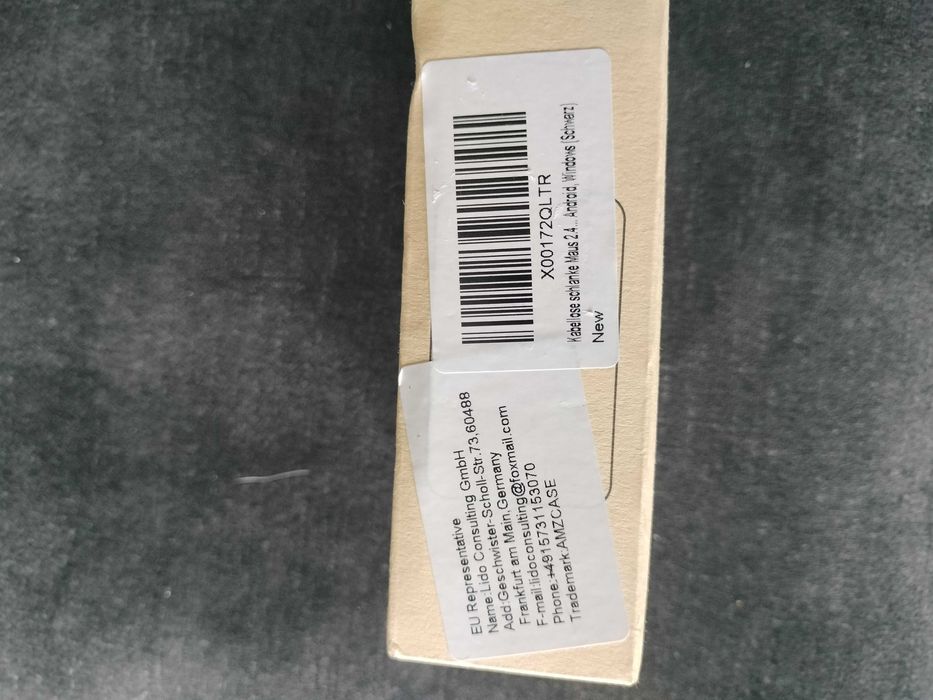 X00172QLTR
Kabellose schlanke Maus 2.4... Android, Windows (Schwarz)
New
EU Representative
Name:Lido Consulting GmbH
Add:Geschwister-Scholl-Str.73,60488
Frankfurt am Main,Germany
E-mail:lidoconsulting@foxmail.com
Phone:+4915731153070
Trademark:AMZCASE